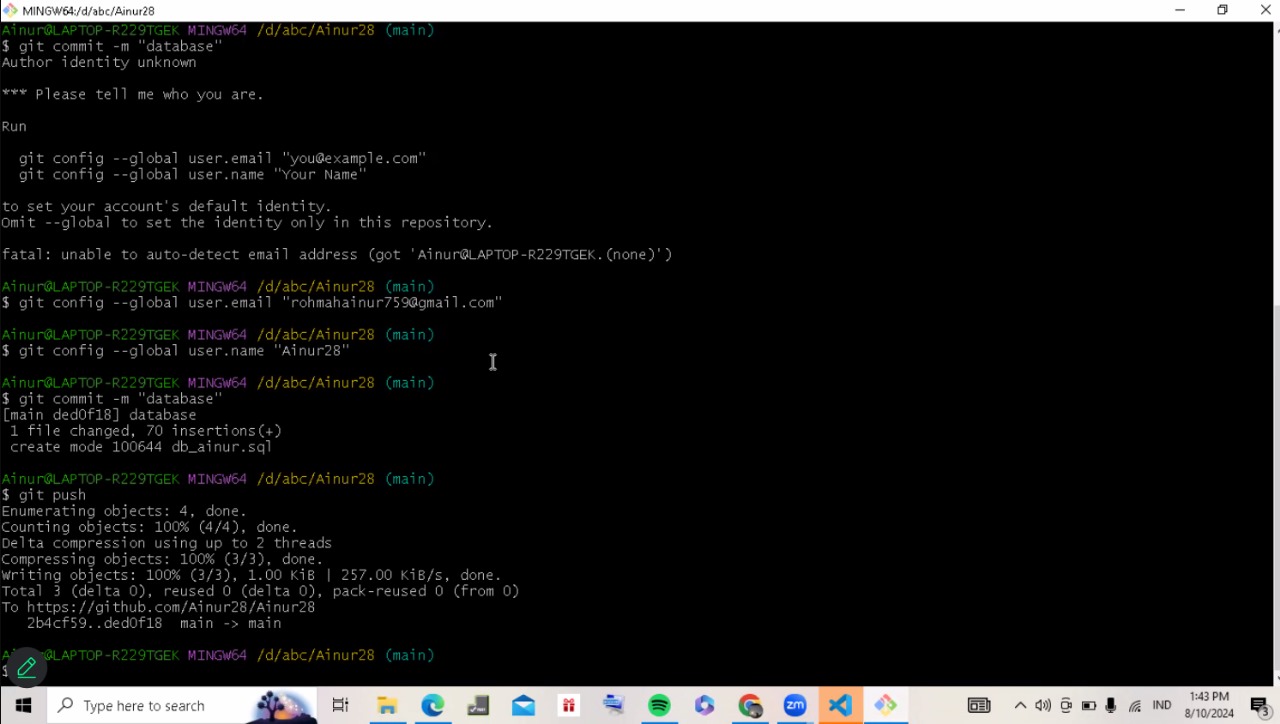 MINGW64:/d/abc/Ainur28
Ainur@LAPTOP-R229TGEK MINGW64 /d/abc/Ainur28 (main)
$ git commit -m "database"
Author identity unknown
*** Please tell me who you are.
Run
git config --global user.email "you@example.com"
git config --global user.name "Your Name"
to set your account's default identity.
Omit --global to set the identity only in this repository.
fatal: unable to auto-detect email address (got 'Ainur@LAPTOP-R229TGEK.(none)')
Ainur@LAPTOP-R229TGEK MINGW64 /d/abc/Ainur28 (main)
$ git config --global user.email "rohmahainur759@gmail.com"
Ainur@LAPTOP-R229TGEK MINGW64 /d/abc/Ainur28 (main)
$ git config --global user.name "Ainur28"
Ainur@LAPTOP-R229TGEK MINGW64 /d/abc/Ainur28 (main)
$ git commit -m "database"
[main ded0f18] database
1 file changed, 70 insertions(+)
create mode 100644 db_ainur.sql
Ainur@LAPTOP-R229TGEK MINGW64 /d/abc/Ainur28 (main)
$ git push
Enumerating objects: 4, done.
Counting objects: 100% (4/4), done.
Delta compression using up to 2 threads
Compressing objects: 100% (3/3), done.
Writing objects: 100% (3/3), 1.00 KiB | 257.00 KiB/s, done.
Total 3 (delta 0), reused 0 (delta 0), pack-reused 0 (from 0)
To https://github.com/Ainur28/Ainur28
2b4cf59..ded0f18 main -> main
@LAPTOP-R229TGEK MINGW64 /d/abc/Ainur28 (main)
$
Type here to search
zm
IND
1:43 PM
8/10/2024
5